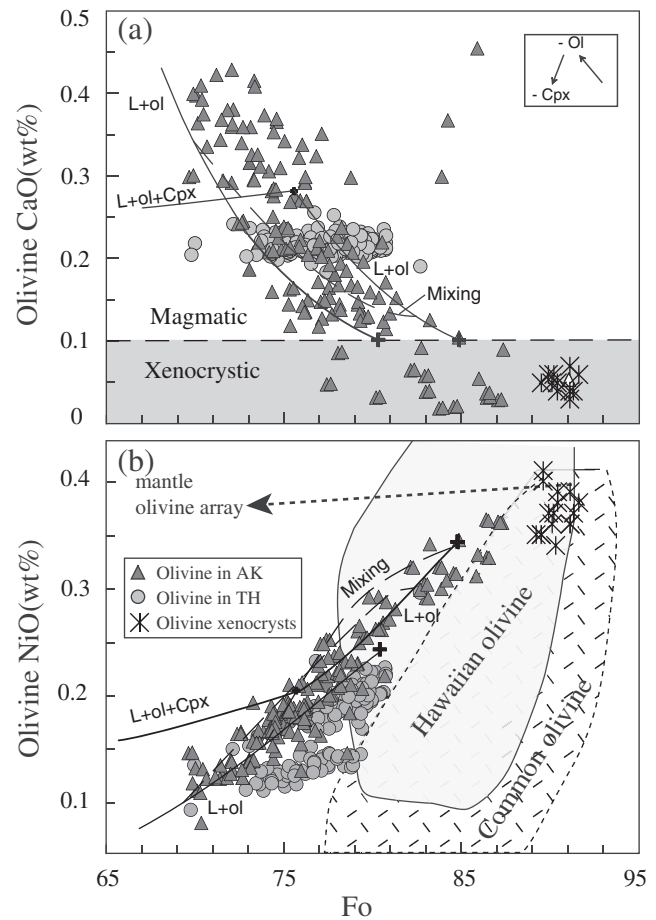 0.5
(a)
- Ol
- Cpx
L+ol
0.4
0.3
L+ol+Cpx
Olivine CaO(wt%)
0.2
L+ol
Mixing
Magmatic
0.1
Xenocrystic
0
(b)
mantle
olivine array
0.4
Olivine in AK
Olivine in TH
Olivine xenocrysts
Mixing
0.3
L+ol
Olivine NiO(wt%)
Hawaiian olivine
Common olivine
L+ol+Cpx
0.2
0.1
L+ol
65
75
85
95
Fo